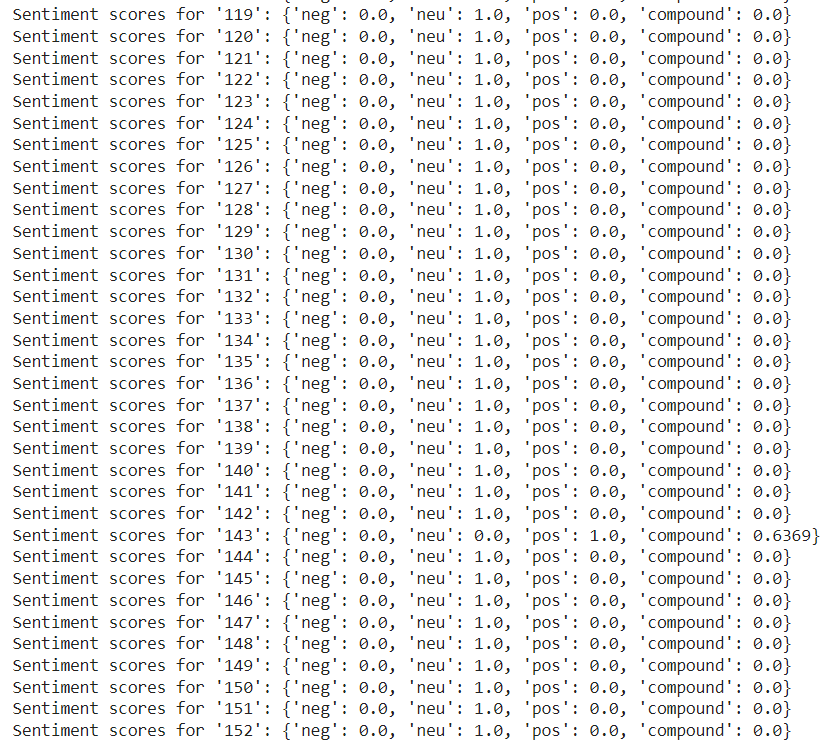 Sentiment scores for '119': {'neg': 0.0, 'neu': 1.0, 'pos': 0.0, 'compound': 0.0}
Sentiment scores for '120': {'neg': 0.0, 'neu': 1.0, 'pos': 0.0, 'compound': 0.0}
Sentiment scores for '121': {'neg': 0.0, 'neu': 1.0, 'pos': 0.0, 'compound': 0.0}
Sentiment scores for '122': {'neg': 0.0, 'neu': 1.0, 'pos': 0.0, 'compound': 0.0}
Sentiment scores for '123': {'neg': 0.0, 'neu': 1.0, 'pos': 0.0, 'compound': 0.0}
Sentiment scores for '124': {'neg': 0.0, 'neu': 1.0, 'pos': 0.0, 'compound': 0.0}
Sentiment scores for '125': {'neg': 0.0, 'neu': 1.0, 'pos': 0.0, 'compound': 0.0}
Sentiment scores for '126': {'neg': 0.0, 'neu': 1.0, 'pos': 0.0, 'compound': 0.0}
Sentiment scores for '127': {'neg': 0.0, 'neu': 1.0, 'pos': 0.0, 'compound': 0.0}
Sentiment scores for '128': {'neg': 0.0, 'neu': 1.0, 'pos': 0.0, 'compound': 0.0}
Sentiment scores for '129': {'neg': 0.0, 'neu': 1.0, 'pos': 0.0, 'compound': 0.0}
Sentiment scores for '130': {'neg': 0.0, 'neu': 1.0, 'pos': 0.0, 'compound': 0.0}
Sentiment scores for '131': {'neg': 0.0, 'neu': 1.0, 'pos': 0.0, 'compound': 0.0}
Sentiment scores for '132': {'neg': 0.0, 'neu': 1.0, 'pos': 0.0, 'compound': 0.0}
Sentiment scores for '133': {'neg': 0.0, 'neu': 1.0, 'pos': 0.0, 'compound': 0.0}
Sentiment scores for '134': {'neg': 0.0, 'neu': 1.0, 'pos': 0.0, 'compound': 0.0}
Sentiment scores for '135': {'neg': 0.0, 'neu': 1.0, 'pos': 0.0, 'compound': 0.0}
Sentiment scores for '136': {'neg': 0.0, 'neu': 1.0, 'pos': 0.0, 'compound': 0.0}
Sentiment scores for '137': {'neg': 0.0, 'neu': 1.0, 'pos': 0.0, 'compound': 0.0}
Sentiment scores for '138': {'neg': 0.0, 'neu': 1.0, 'pos': 0.0, 'compound': 0.0}
Sentiment scores for '139': {'neg': 0.0, 'neu': 1.0, 'pos': 0.0, 'compound': 0.0}
Sentiment scores for '140': {'neg': 0.0, 'neu': 1.0, 'pos': 0.0, 'compound': 0.0}
Sentiment scores for '141': {'neg': 0.0, 'neu': 1.0, 'pos': 0.0, 'compound': 0.0}
Sentiment scores for '142': {'neg': 0.0, 'neu': 1.0, 'pos': 0.0, 'compound': 0.0}
Sentiment scores for '143': {'neg': 0.0, 'neu': 0.0, 'pos': 1.0, 'compound': 0.6369}
Sentiment scores for '144': {'neg': 0.0, 'neu': 1.0, 'pos': 0.0, 'compound': 0.0}
Sentiment scores for '145': {'neg': 0.0, 'neu': 1.0, 'pos': 0.0, 'compound': 0.0}
Sentiment scores for '146': {'neg': 0.0, 'neu': 1.0, 'pos': 0.0, 'compound': 0.0}
Sentiment scores for '147': {'neg': 0.0, 'neu': 1.0, 'pos': 0.0, 'compound': 0.0}
Sentiment scores for '148': {'neg': 0.0, 'neu': 1.0, 'pos': 0.0, 'compound': 0.0}
Sentiment scores for '149': {'neg': 0.0, 'neu': 1.0, 'pos': 0.0, 'compound': 0.0}
Sentiment scores for '150': {'neg': 0.0, 'neu': 1.0, 'pos': 0.0, 'compound': 0.0}
Sentiment scores for '151': {'neg': 0.0, 'neu': 1.0, 'pos': 0.0, 'compound': 0.0}
Sentiment scores for '152': {'neg': 0.0, 'neu': 1.0, 'pos': 0.0, 'compound': 0.0}